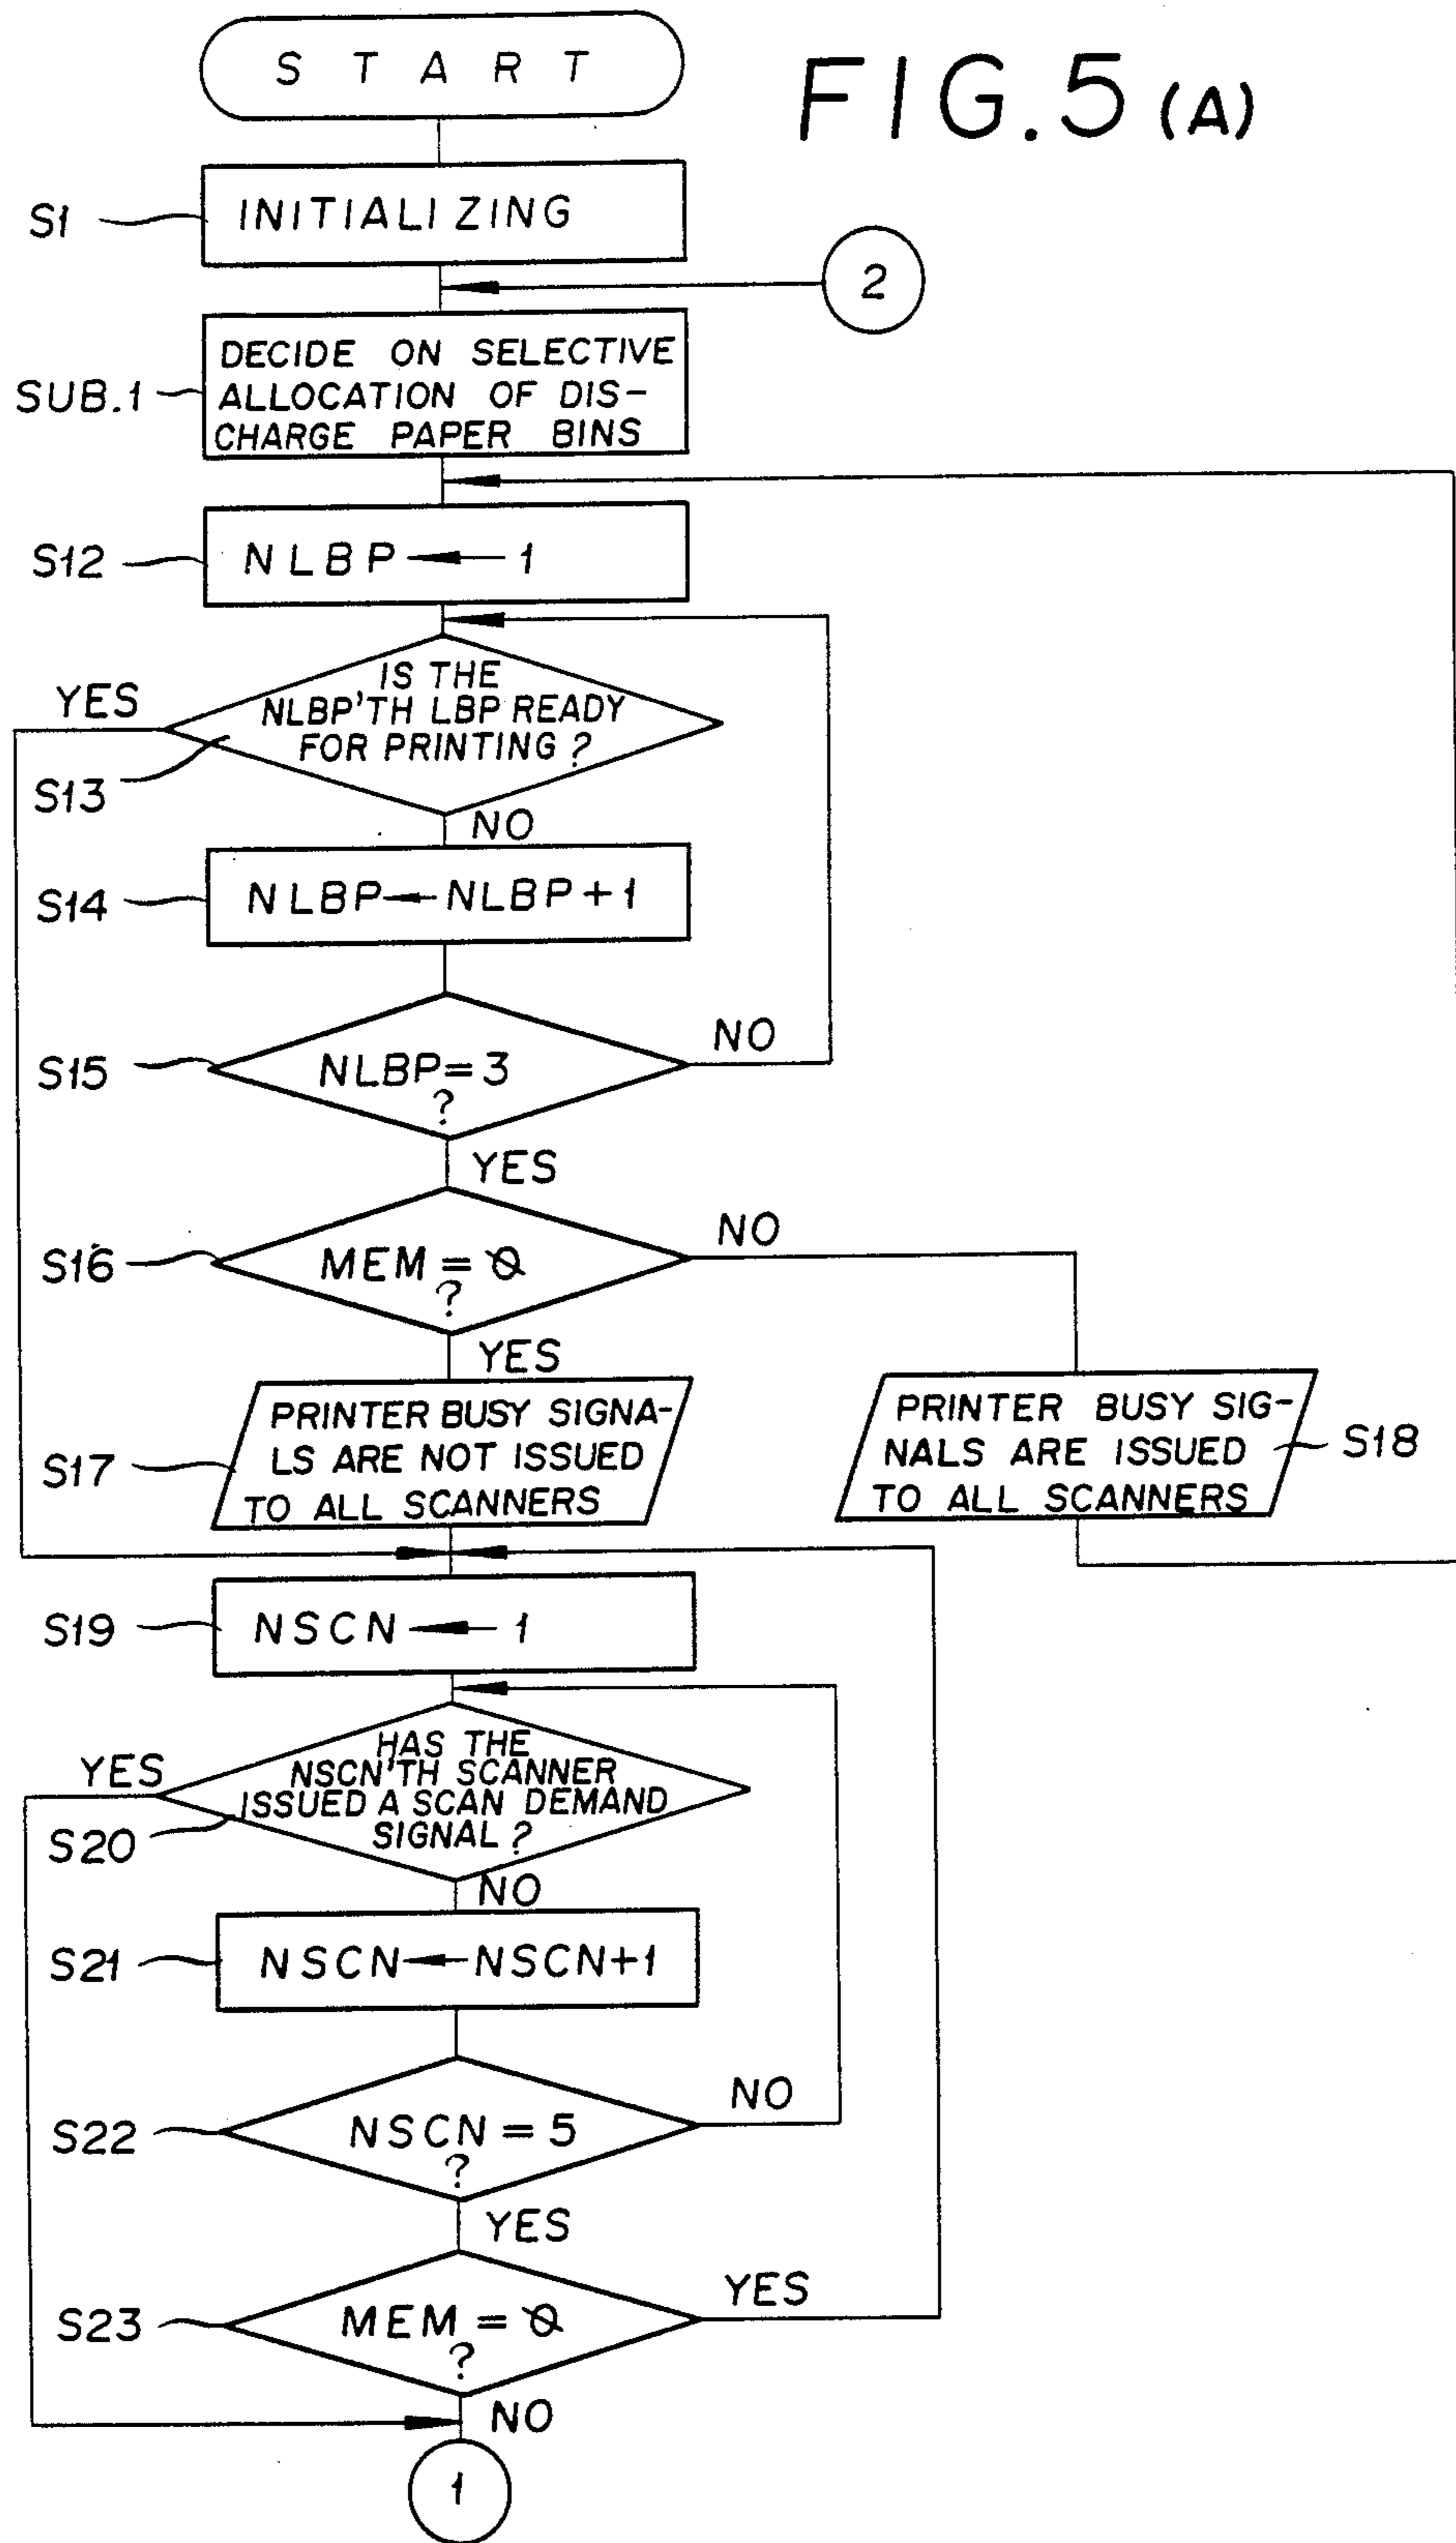 START
FIG.5 (A)
S1
INITIALIZING
2
SUB.1
DECIDE ON SELECTIVE
ALLOCATION OF DIS-
CHARGE PAPER BINS
S12
NLBP ← 1
IS THE
NLBP'TH LBP READY
FOR PRINTING ?
YES
S13
NO
S14
NLBP ← NLBP+1
S15
NLBP=3
?
NO
YES
S16
MEM = 0
?
NO
YES
S17
PRINTER BUSY SIGNA-
LS ARE NOT ISSUED
TO ALL SCANNERS
PRINTER BUSY SIG-
NALS ARE ISSUED
TO ALL SCANNERS
S18
S19
NSCN ← 1
HAS THE
NSCN'TH SCANNER
ISSUED A SCAN DEMAND
SIGNAL ?
YES
S20
NO
S21
NSCN ← NSCN+1
S22
NSCN = 5
?
NO
YES
S23
MEM = 0
?
YES
NO
1